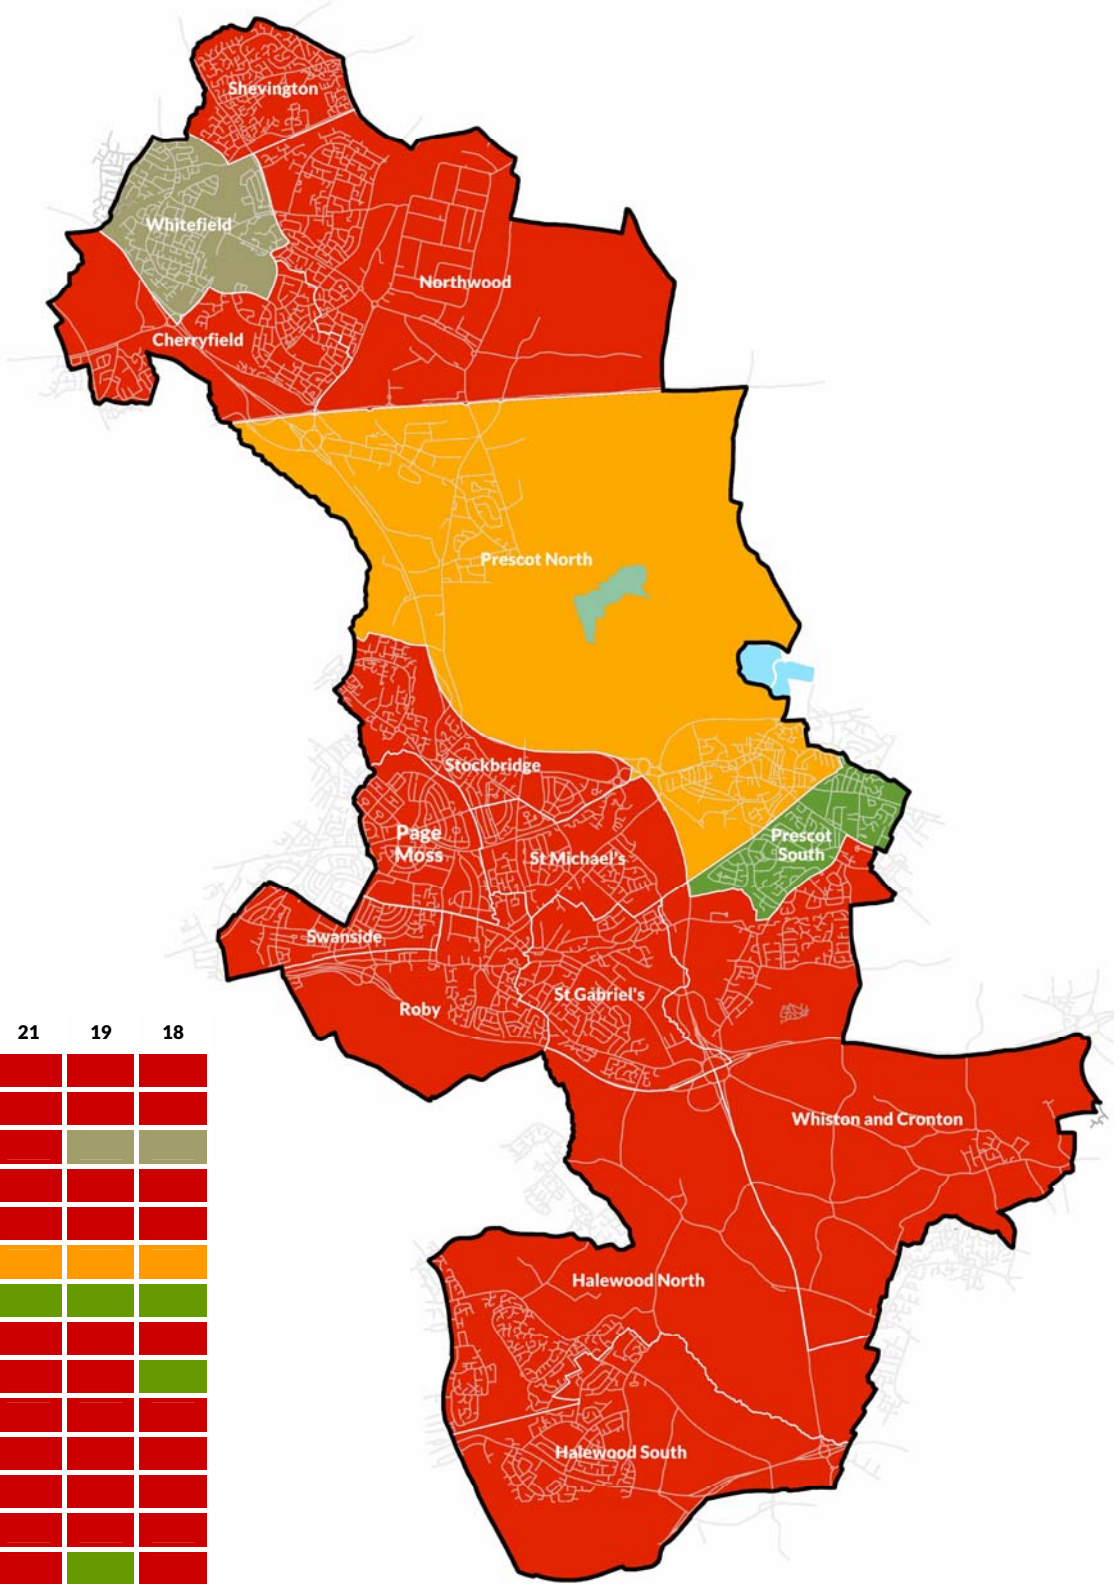 Shevington
Whitefield
Northwood
Cherryfield
Prescot North
Stockbridge
Page
Moss
St Michael's
Prescot
South
Swanside
Roby
St Gabriel's
21 19 18
Whiston and Cronton
Halewood North
Halewood South